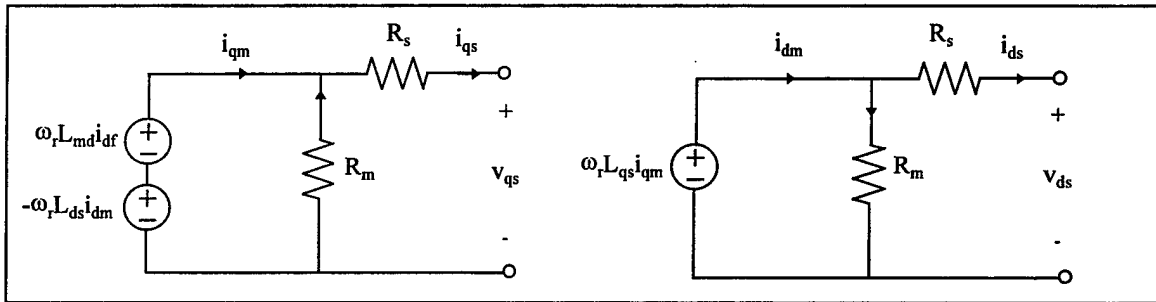 i_qm
R_s
i_qs
ω_rL_mdi_df
+
−
-ω_rL_dsi_dm
+
−
R_m
+
v_qs
-
i_dm
R_s
i_ds
ω_rL_qsi_qm
+
−
R_m
+
v_ds
-